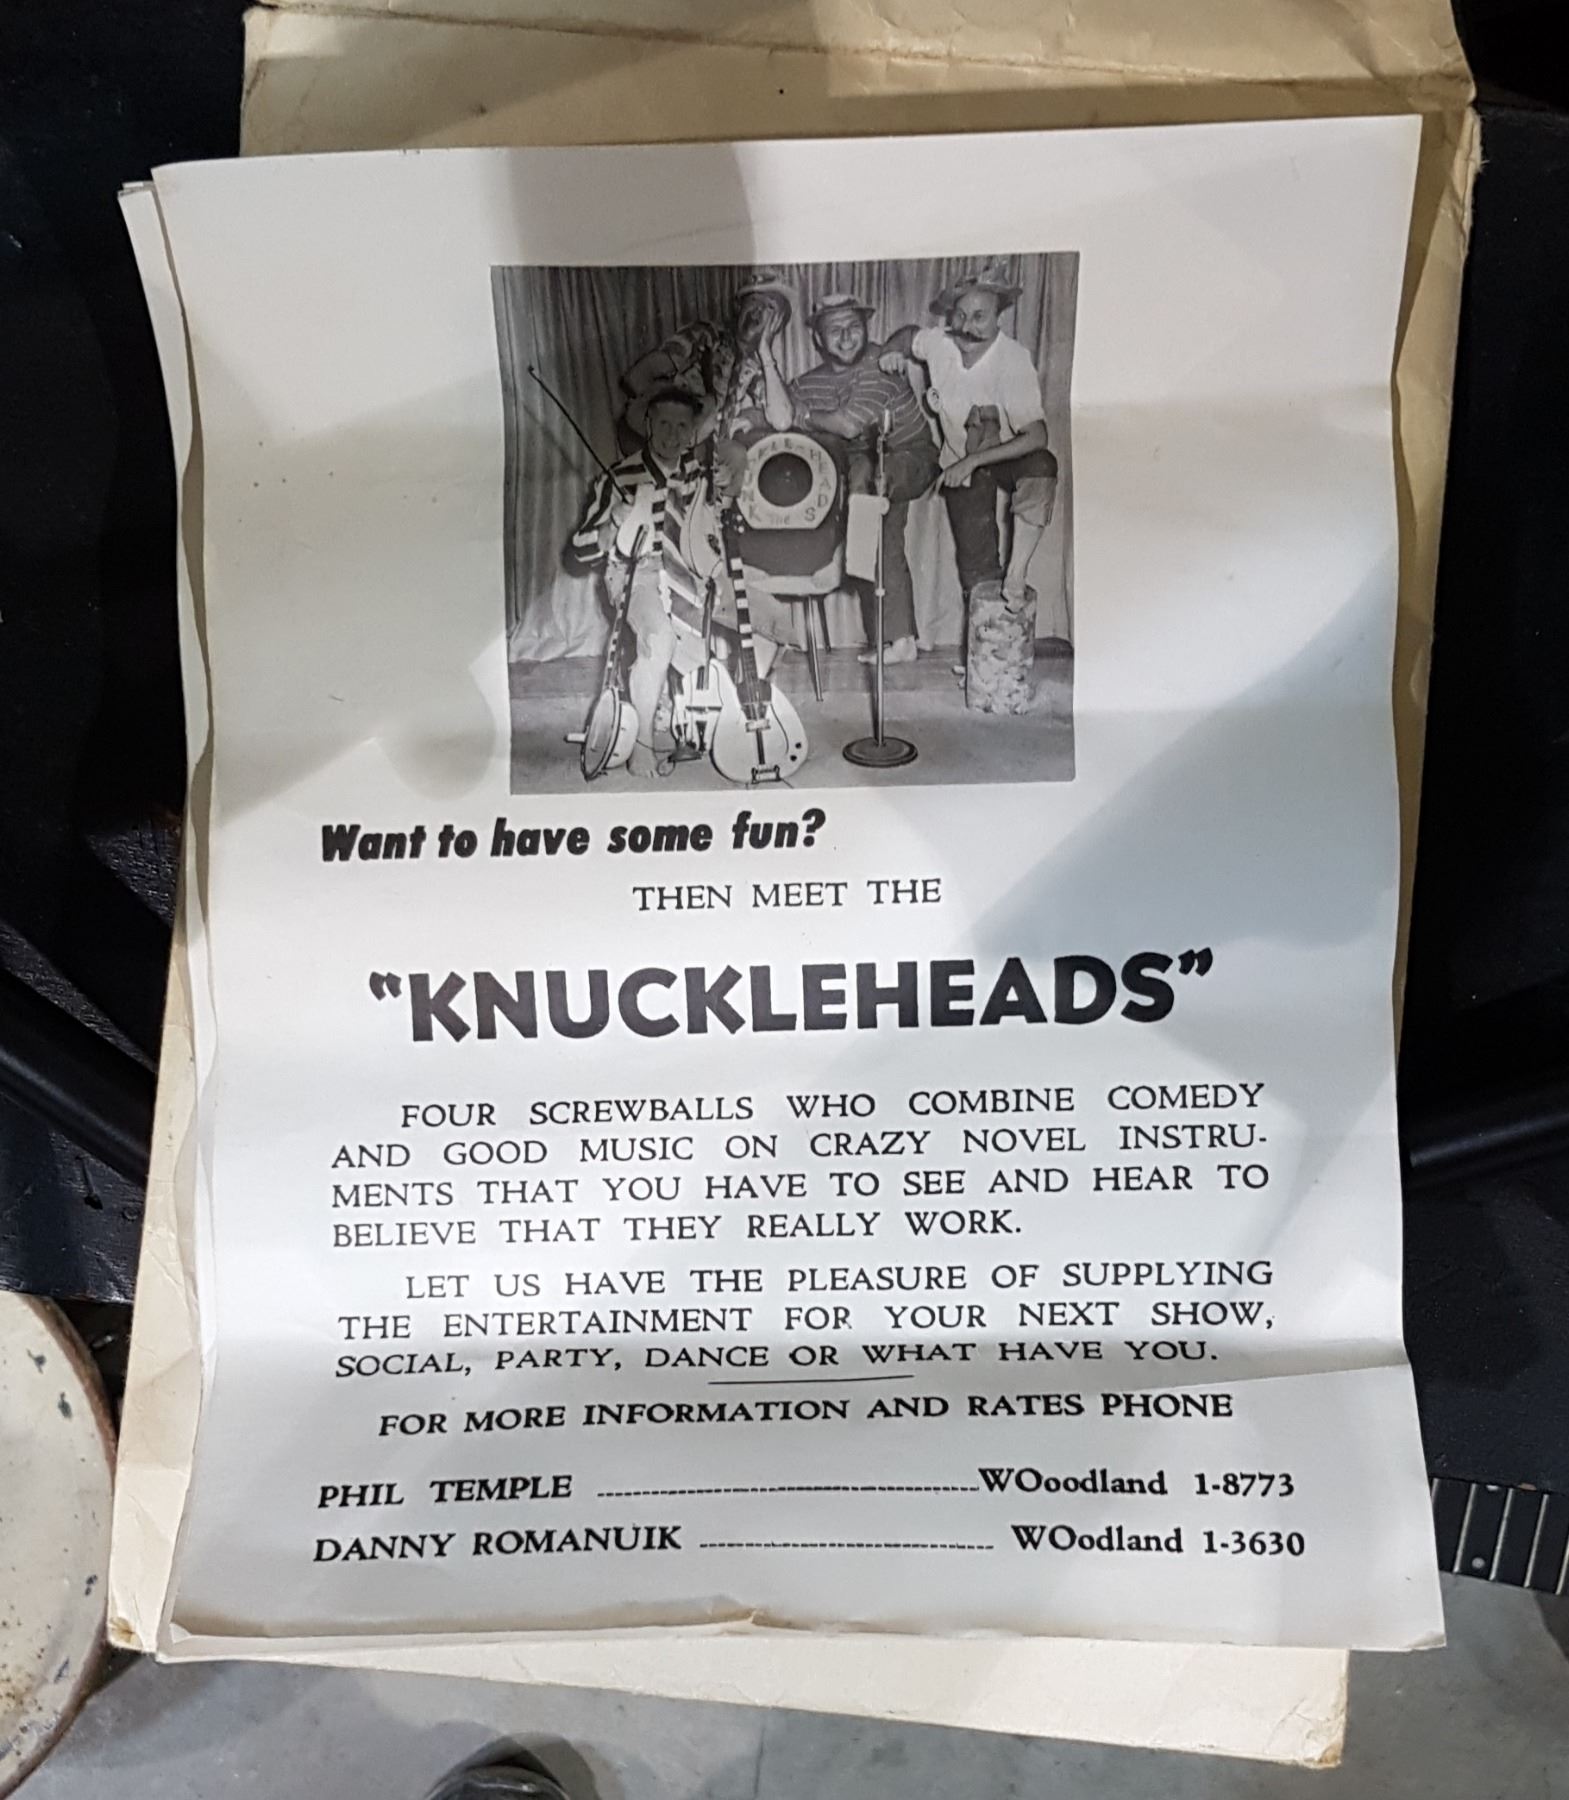 KNUCKLE-HEADS
The
Want to have some fun?
THEN MEET THE
"KNUCKLEHEADS"
FOUR SCREWBALLS WHO COMBINE COMEDY
AND GOOD MUSIC ON CRAZY NOVEL INSTRU-
MENTS THAT YOU HAVE TO SEE AND HEAR TO
BELIEVE THAT THEY REALLY WORK.
LET US HAVE THE PLEASURE OF SUPPLYING
THE ENTERTAINMENT FOR YOUR NEXT SHOW,
SOCIAL, PARTY, DANCE OR WHAT HAVE YOU.
FOR MORE INFORMATION AND RATES PHONE
PHIL TEMPLE WOoodland 1-8773
DANNY ROMANUIK WOodland 1-3630